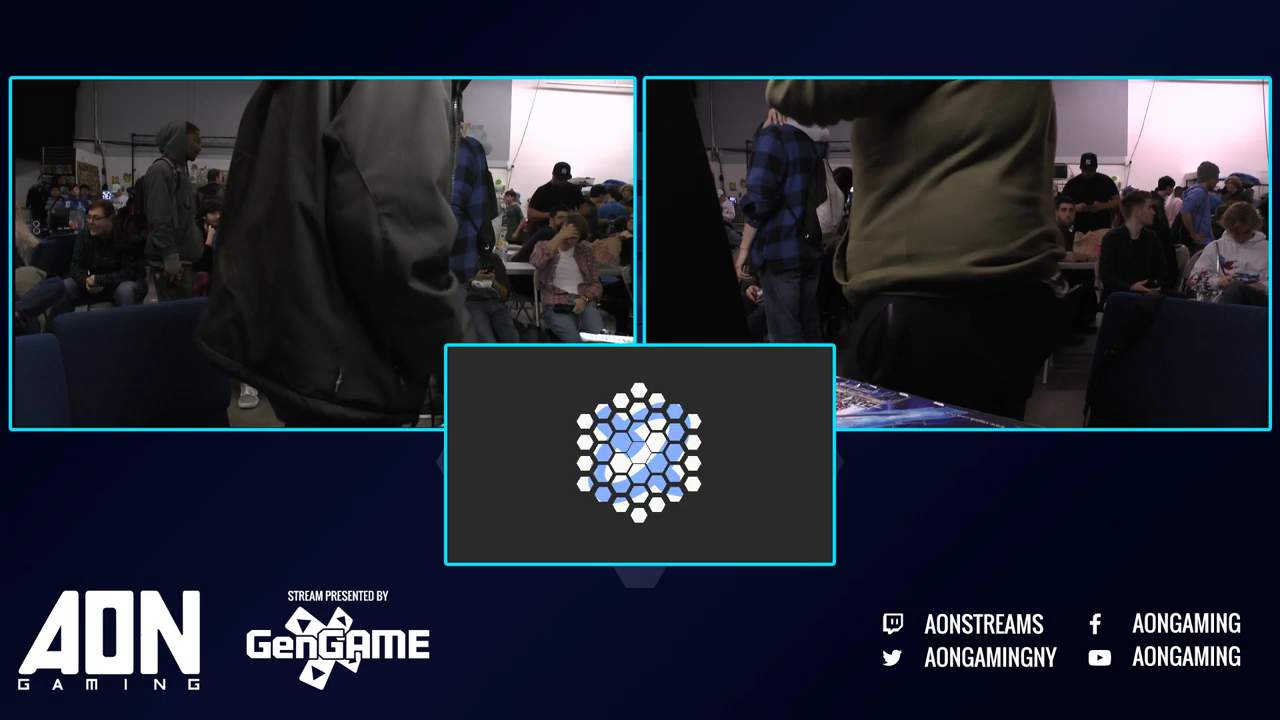 AON
GAMING
STREAM PRESENTED BY
GenGAME
AONSTREAMS
AONGAMING
AONGAMINGNY
AONGAMING